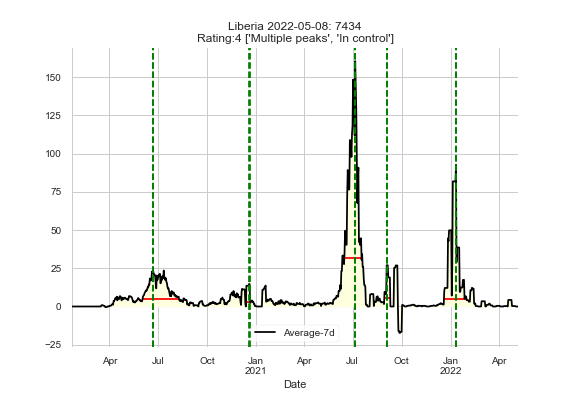 Liberia 2022-05-08: 7434
Rating:4 ['Multiple peaks', 'In control']
150
125
100
75
50
25
0
−25
Average-7d
Apr Jul Oct Jan Apr Jul Oct Jan Apr
2021 2022
Date